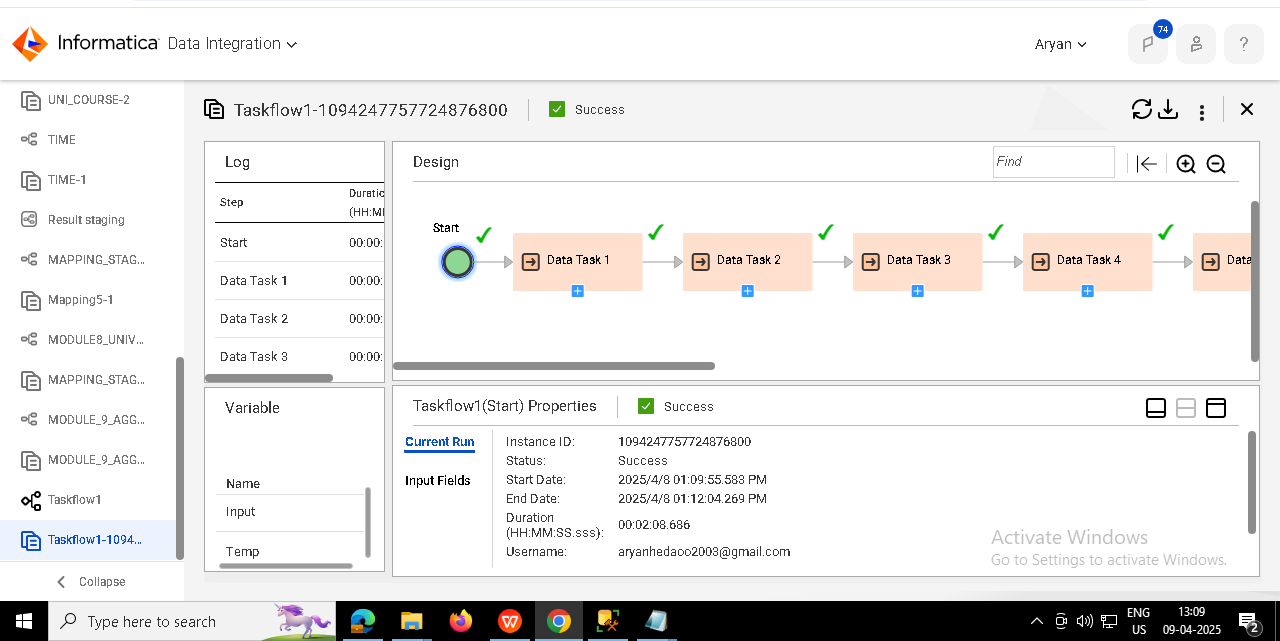 Informatica Data Integration
Aryan
74
?
UNI_COURSE-2
TIME
TIME-1
Result staging
MAPPING_STAG...
Mapping5-1
MODULE8_UNIV...
MAPPING_STAG...
MODULE_9_AGG...
MODULE_9_AGG...
Taskflow1
Taskflow1-1094...
Collapse
Taskflow1-1094247757724876800
Success
Log
Step
Duratio
(HH:MM
Start 00:00:
Data Task 1 00:00:
Data Task 2 00:00:
Data Task 3 00:00:
Variable
Name
Input
Temp
Design
Find
Start
Data Task 1
Data Task 2
Data Task 3
Data Task 4
Data
Taskflow1(Start) Properties
Success
Current Run
Input Fields
Instance ID: 1094247757724876800
Status: Success
Start Date: 2025/4/8 01:09:55.583 PM
End Date: 2025/4/8 01:12:04.269 PM
Duration
(HH:MM:SS.sss): 00:02:08.686
Username: aryanhedaoo2003@gmail.com
Activate Windows
Go to Settings to activate Windows.
Type here to search
ENG
US
13:09
09-04-2025
2